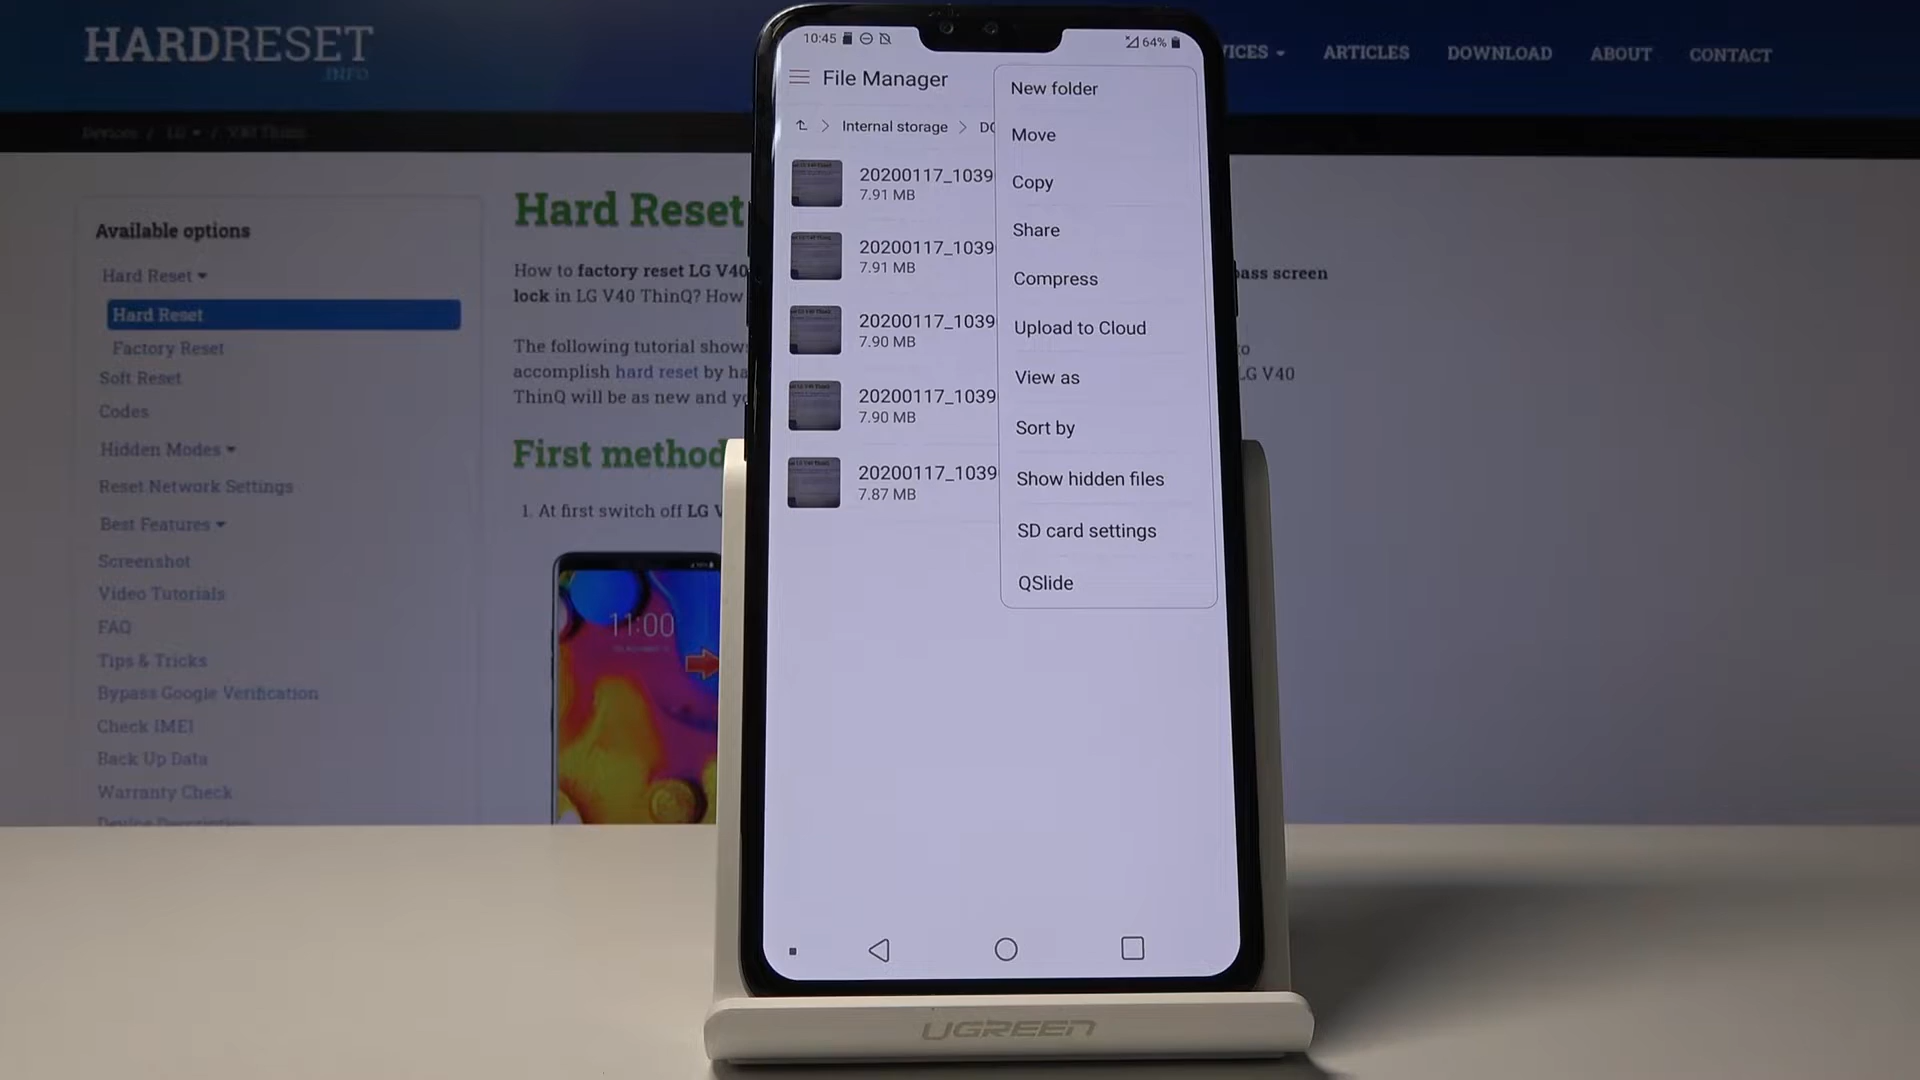 HARDRESET
.INFO
VICES
ARTICLES
DOWNLOAD
ABOUT
CONTACT
Devices / LG / V40 ThinQ
Available options
Hard Reset
Hard Reset
Factory Reset
Soft Reset
Codes
Hidden Modes
Reset Network Settings
Best Features
Screenshot
Video Tutorials
FAQ
Tips & Tricks
Bypass Google Verification
Check IMEI
Back Up Data
Warranty Check
Device Description
Hard Reset
How to factory reset LG V40
lock in LG V40 ThinQ? How
The following tutorial shows
accomplish hard reset by ha
ThinQ will be as new and yo
First method
1. At first switch off LG V
11:00
pass screen
to
LG V40
10:45
64%
File Manager
Internal storage
DC
20200117_1039
7.91 MB
20200117_1039
7.91 MB
20200117_1039
7.90 MB
20200117_1039
7.90 MB
20200117_1039
7.87 MB
New folder
Move
Copy
Share
Compress
Upload to Cloud
View as
Sort by
Show hidden files
SD card settings
QSlide
UGREEN